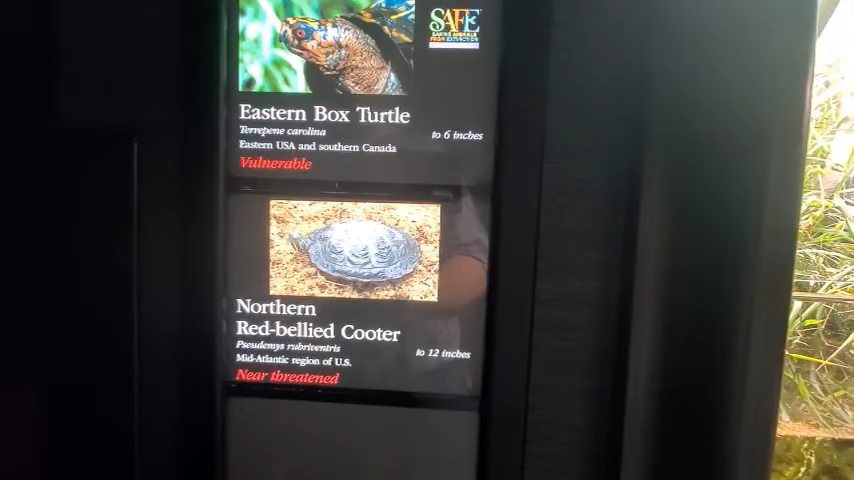 SAFE
SAVING ANIMALS
FROM EXTINCTION
Eastern Box Turtle
Terrepene carolina
to 6 inches
Eastern USA and southern Canada
Vulnerable
Northern
Red-bellied Cooter
Pseudemys rubriventris
to 12 inches
Mid-Atlantic region of U.S.
Near threatened